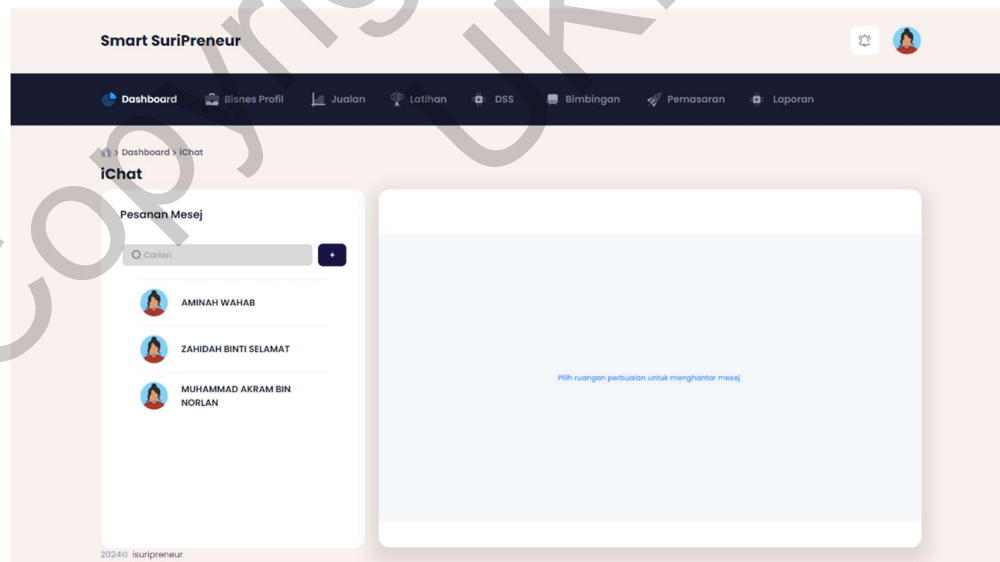 Smart SuriPreneur
Dashboard Bisnes Profil Jualan Latihan DSS Bimbingan Pemasaran Laporan
> Dashboard > iChat
iChat
Pesanan Mesej
Carian +
AMINAH WAHAB
ZAHIDAH BINTI SELAMAT
MUHAMMAD AKRAM BIN
NORLAN
Pilih ruangan perbualan untuk menghantar mesej
2024© isuripreneur